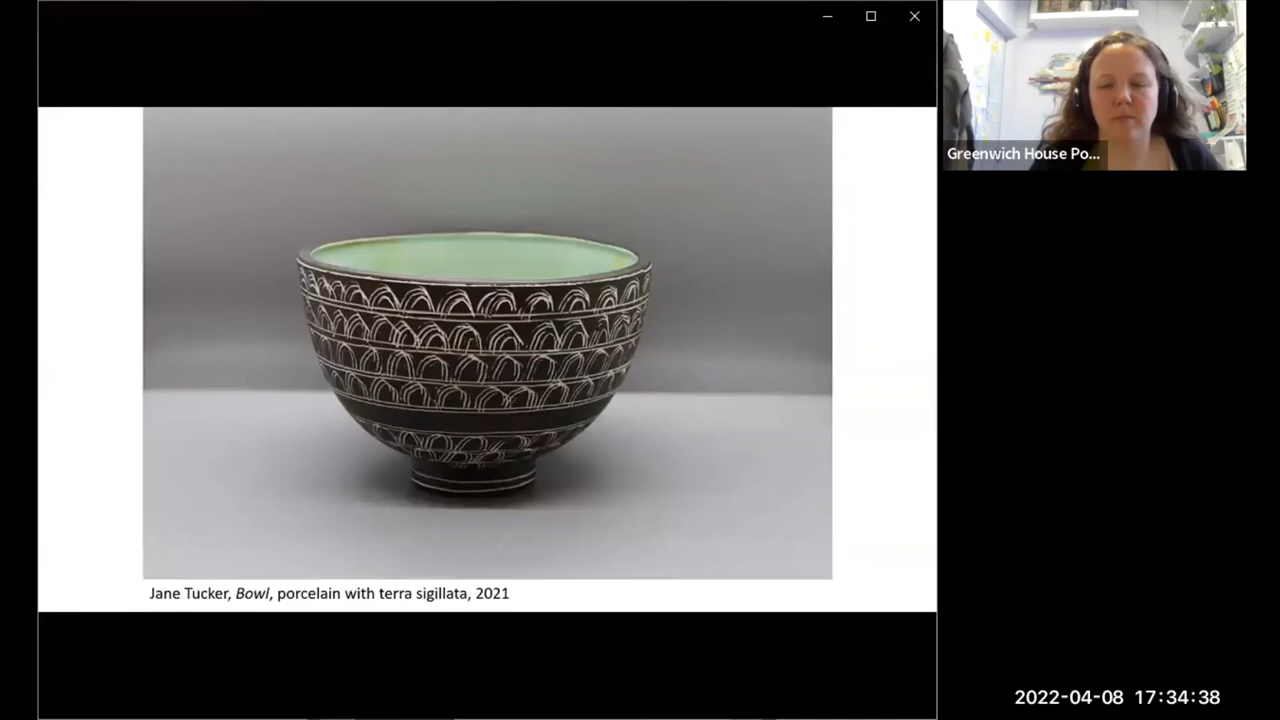 Greenwich House Po...
Jane Tucker, Bowl, porcelain with terra sigillata, 2021
2022-04-08 17:34:38